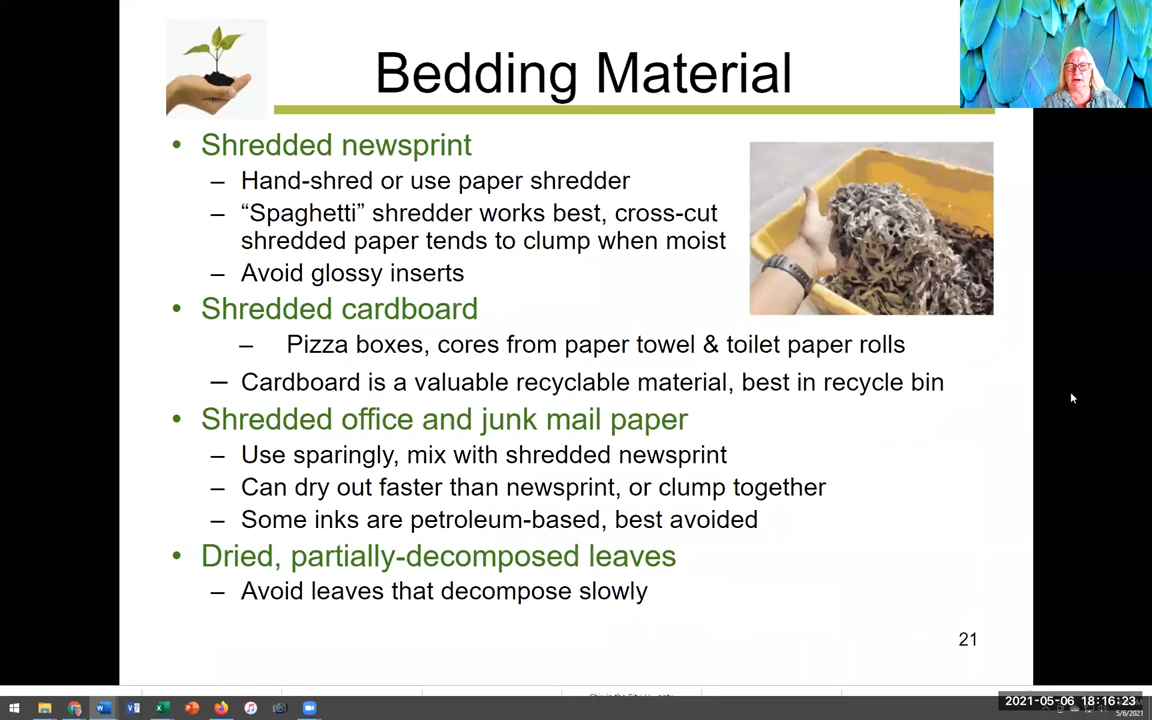 Bedding Material
• Shredded newsprint
– Hand-shred or use paper shredder
– “Spaghetti” shredder works best, cross-cut
shredded paper tends to clump when moist
– Avoid glossy inserts
• Shredded cardboard
– Pizza boxes, cores from paper towel & toilet paper rolls
– Cardboard is a valuable recyclable material, best in recycle bin
• Shredded office and junk mail paper
– Use sparingly, mix with shredded newsprint
– Can dry out faster than newsprint, or clump together
– Some inks are petroleum-based, best avoided
• Dried, partially-decomposed leaves
– Avoid leaves that decompose slowly
21
2021-05-06 18:16:23
5/6/2021